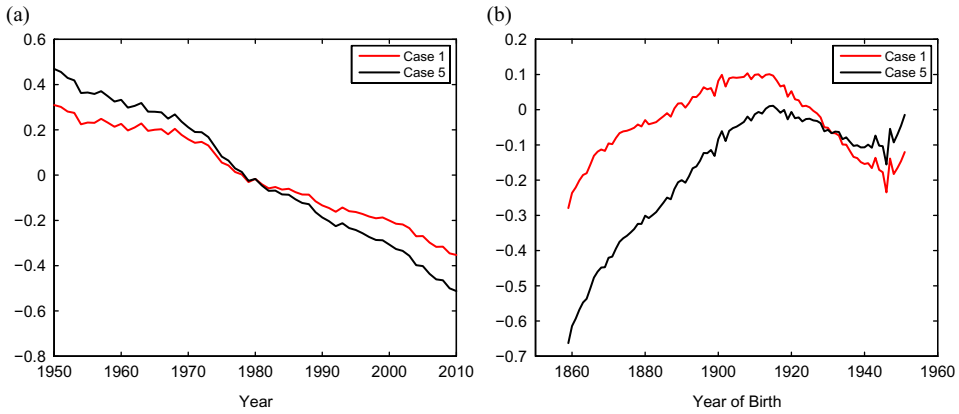 (a)
0.6
0.4
0.2
0
−0.2
−0.4
−0.6
−0.8
1950 1960 1970 1980 1990 2000 2010
Year
Case 1
Case 5
(b)
0.2
0.1
0
−0.1
−0.2
−0.3
−0.4
−0.5
−0.6
−0.7
1860 1880 1900 1920 1940 1960
Year of Birth
Case 1
Case 5